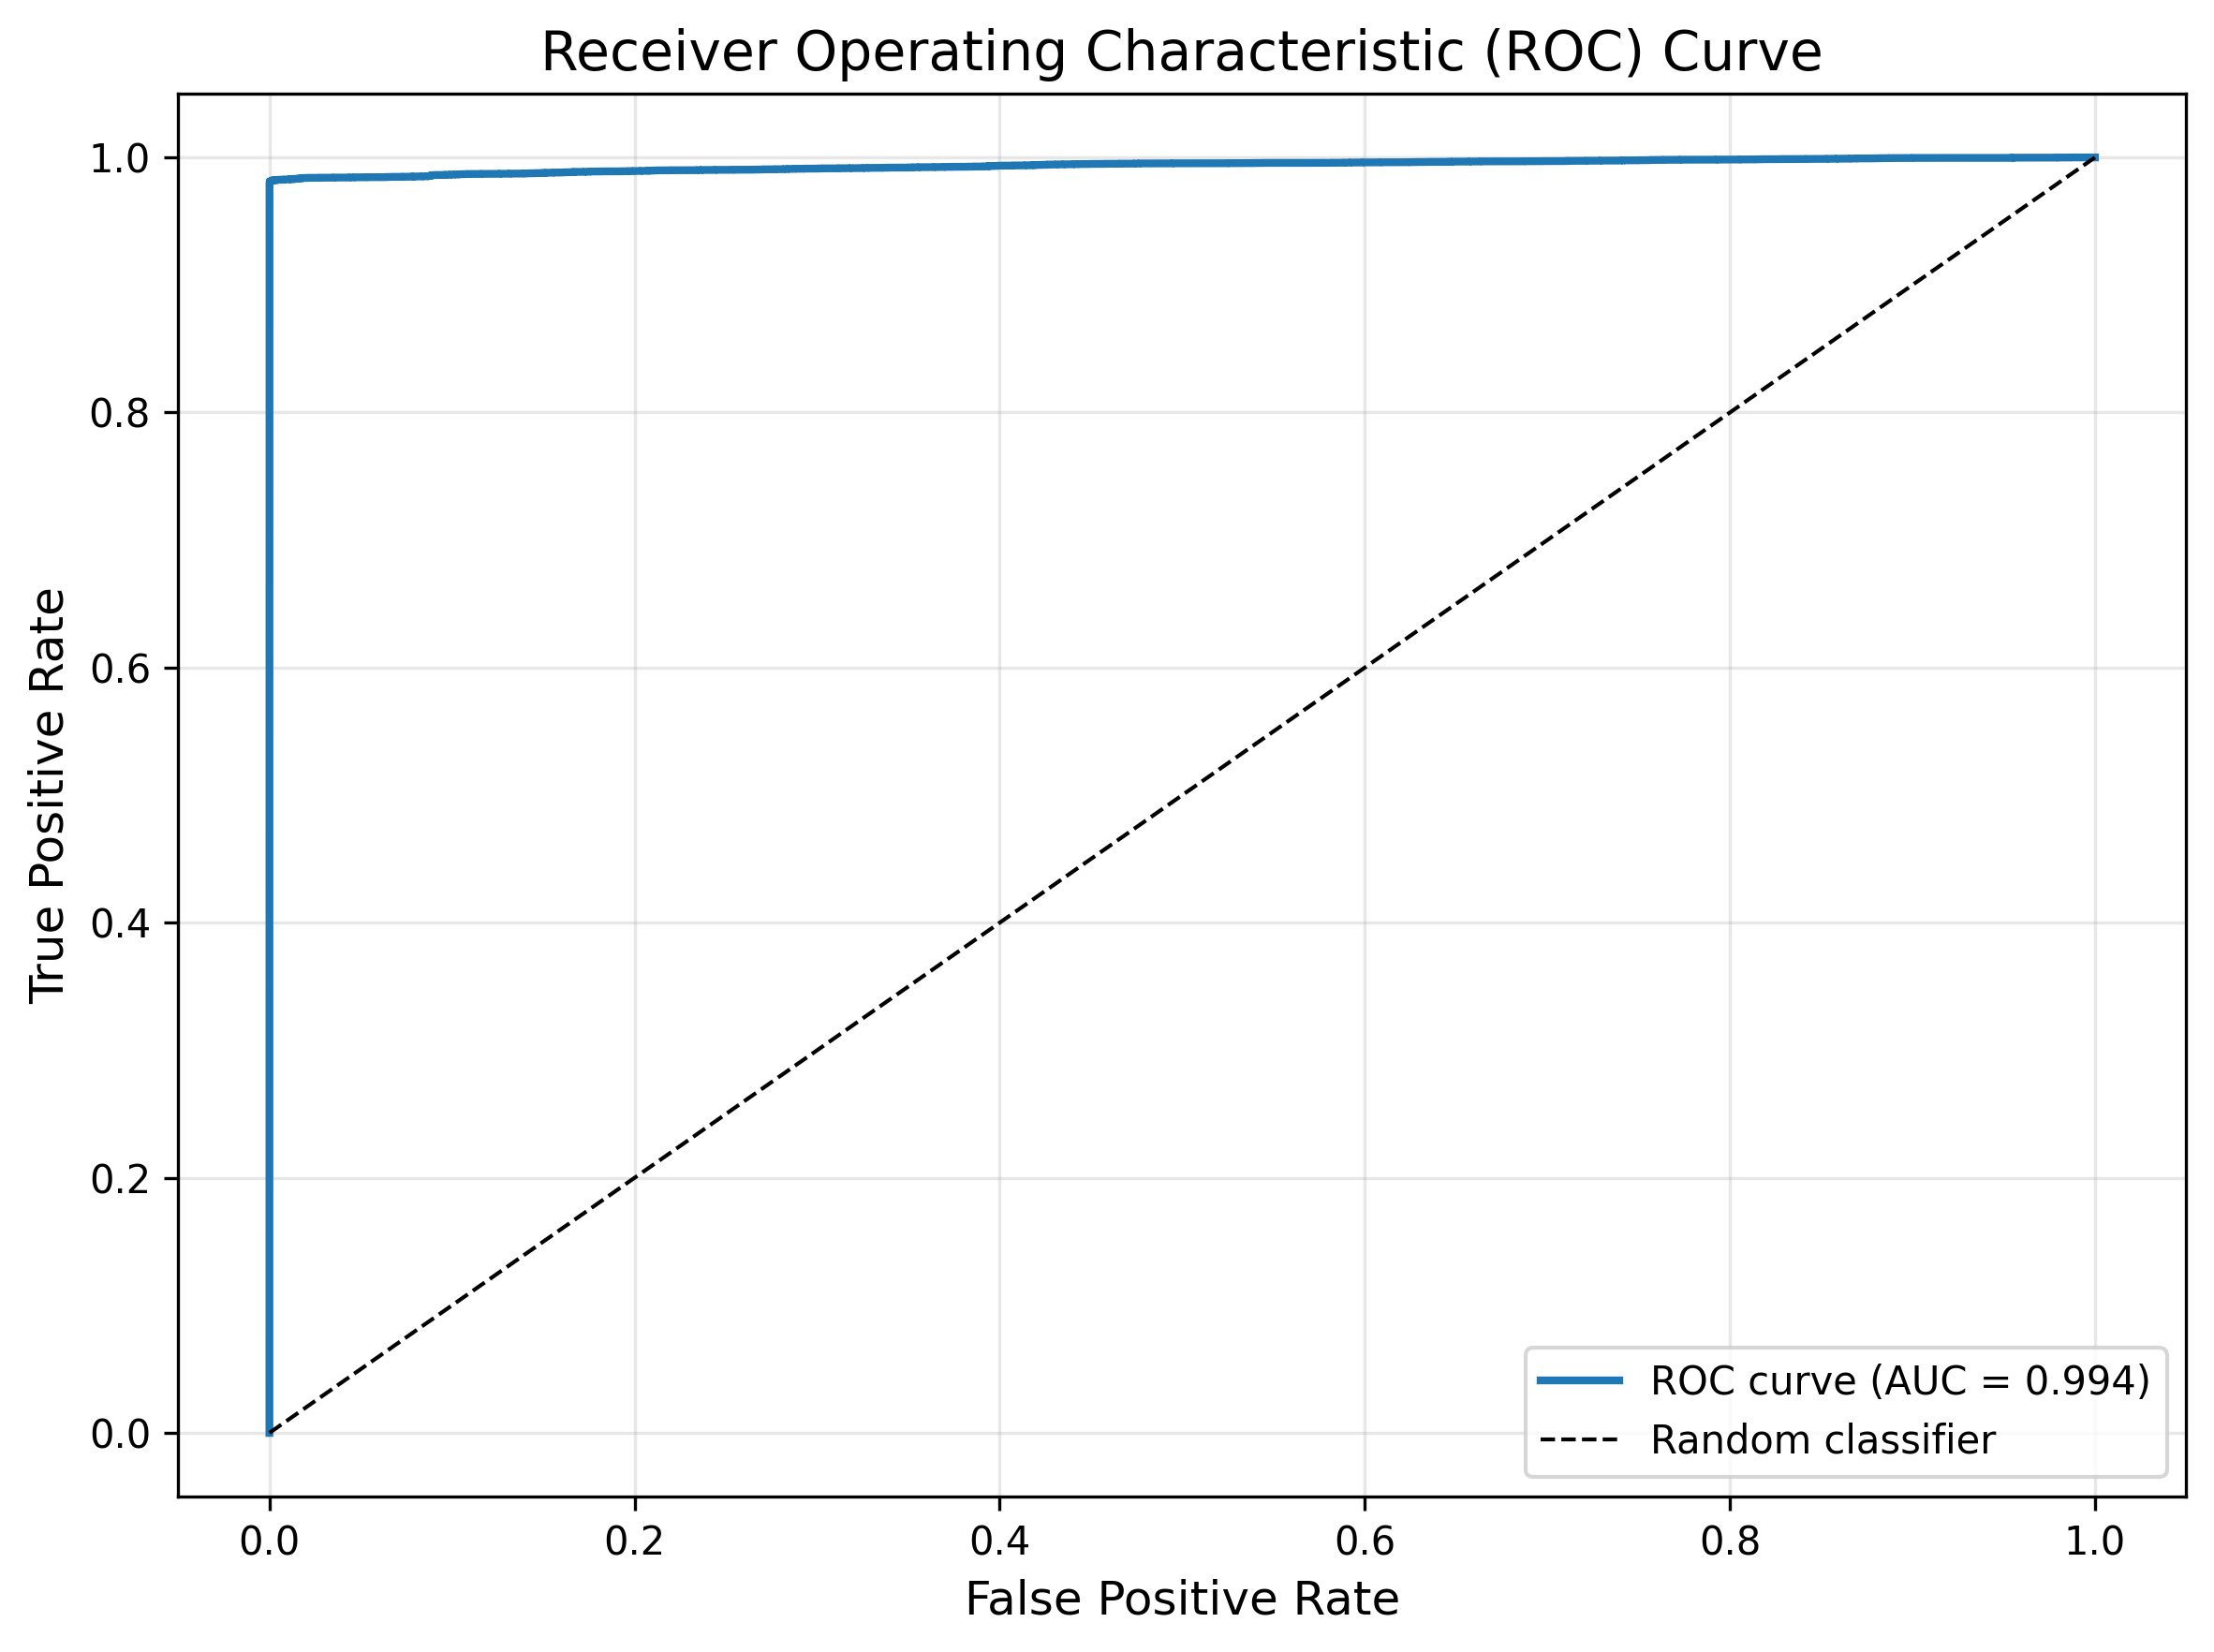 Receiver Operating Characteristic (ROC) Curve
True Positive Rate
1.0
0.8
0.6
0.4
0.2
0.0
0.0 0.2 0.4 0.6 0.8 1.0
False Positive Rate
ROC curve (AUC = 0.994)
Random classifier